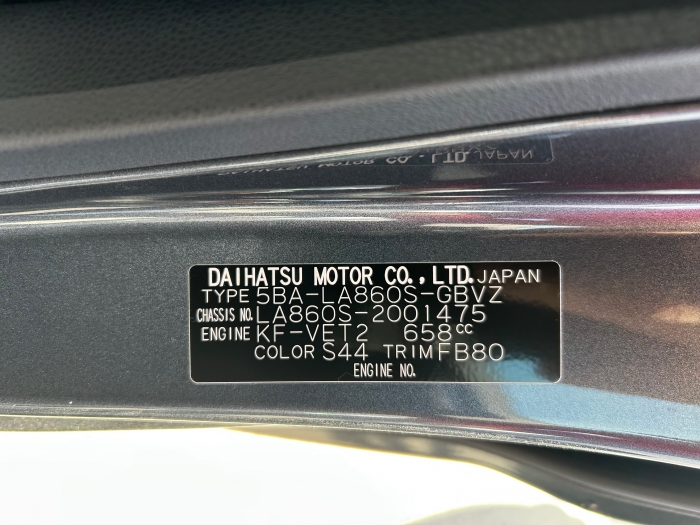 DAIHATSU MOTOR CO., LTD. JAPAN
TYPE 5BA-LA860S-GBVZ
CHASSIS NO. LA860S-2001475
ENGINE KF-VET2 658cc
COLOR S44 TRIM FB80
ENGINE NO.